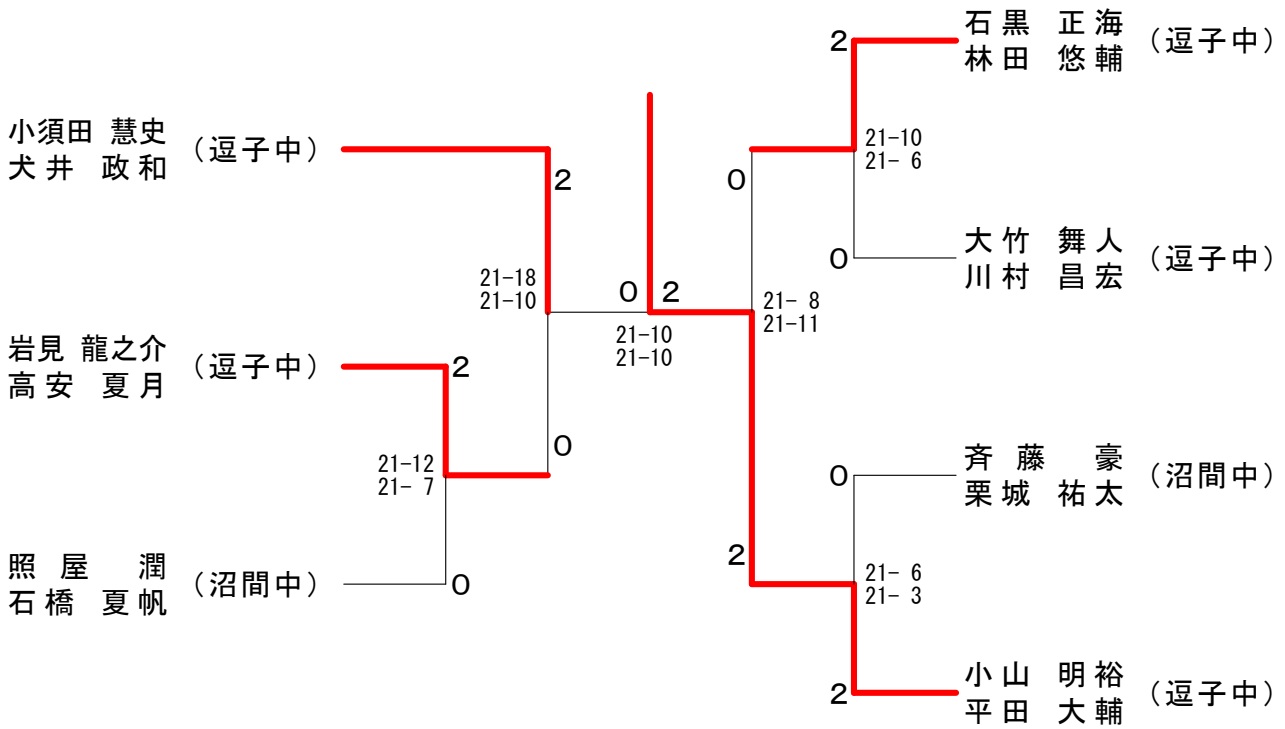 小須田 慧史
犬井 政和
（逗子中）
2
21-18
21-10
岩見 龍之介
高安 夏月
（逗子中）
2
0
21-12
21- 7
照屋 潤
石橋 夏帆
（沼間中）
0
0 2
21-10
21-10
石黒 正海
林田 悠輔
（逗子中）
2
21-10
21- 6
0
大竹 舞人
川村 昌宏
（逗子中）
0
21- 8
21-11
斉藤 豪
栗城 祐太
（沼間中）
0
2
21- 6
21- 3
小山 明裕
平田 大輔
（逗子中）
2